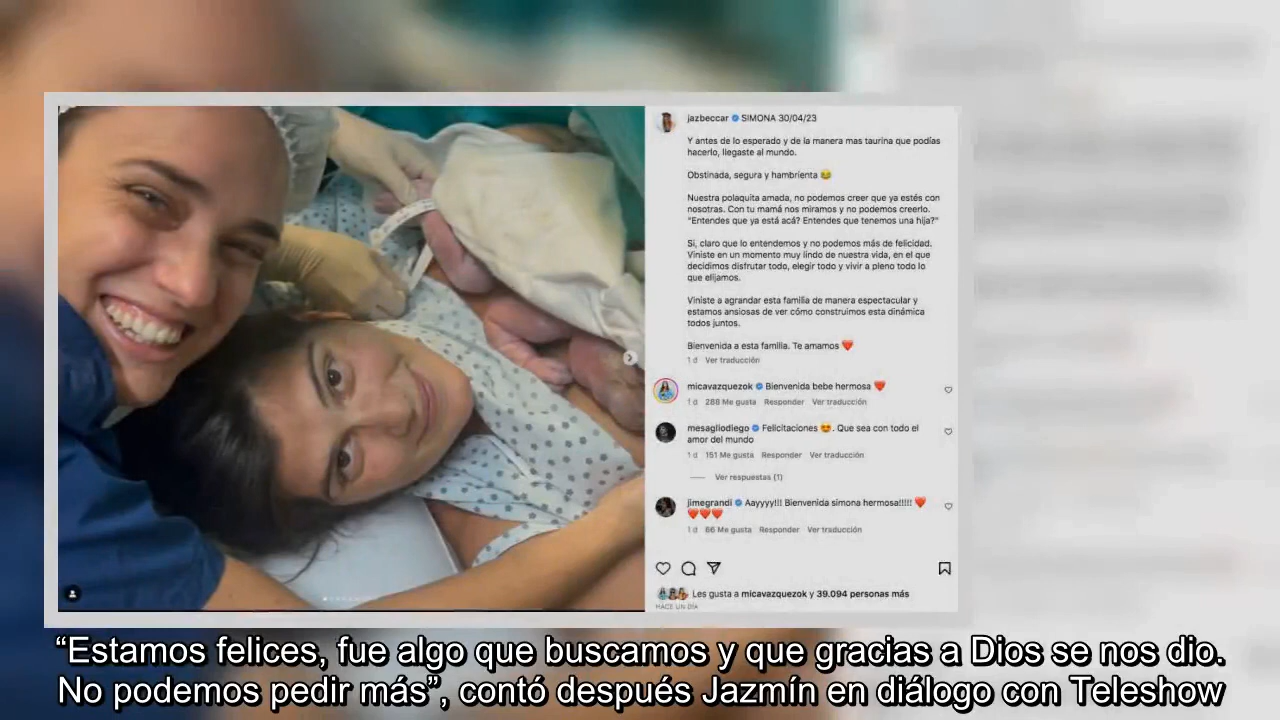 jazbeccar SIMONA 30/04/23
Y antes de lo esperado y de la manera mas taurina que podías
hacerlo, llegaste al mundo.
Obstinada, segura y hambrienta 😂
Nuestra polaquita amada, no podemos creer que ya estés con
nosotras. Con tu mamá nos miramos y no podemos creerlo.
"Entendes que ya está acá? Entendes que tenemos una hija?"
Si, claro que lo entendemos y no podemos más de felicidad.
Viniste en un momento muy lindo de nuestra vida, en el que
decidimos disfrutar todo, elegir todo y vivir a pleno todo lo
que elijamos.
Viniste a agrandar esta familia de manera espectacular y
estamos ansiosas de ver cómo construimos esta dinámica
todos juntos.
Bienvenida a esta familia. Te amamos ❤️
1 d Ver traducción
micavazquezok Bienvenida bebe hermosa ❤️
1 d 288 Me gusta Responder Ver traducción
mesagliodiego Felicitaciones 😍. Que sea con todo el
amor del mundo
1 d 151 Me gusta Responder Ver traducción
Ver respuestas (1)
jimegrandi Aayyyy!!! Bienvenida simona hermosa!!!!! ❤️
❤️❤️❤️
1 d 66 Me gusta Responder Ver traducción
Les gusta a micavazquezok y 39.094 personas más
HACE UN DÍA
“Estamos felices, fue algo que buscamos y que gracias a Dios se nos dio.
No podemos pedir más”, contó después Jazmín en diálogo con Teleshow